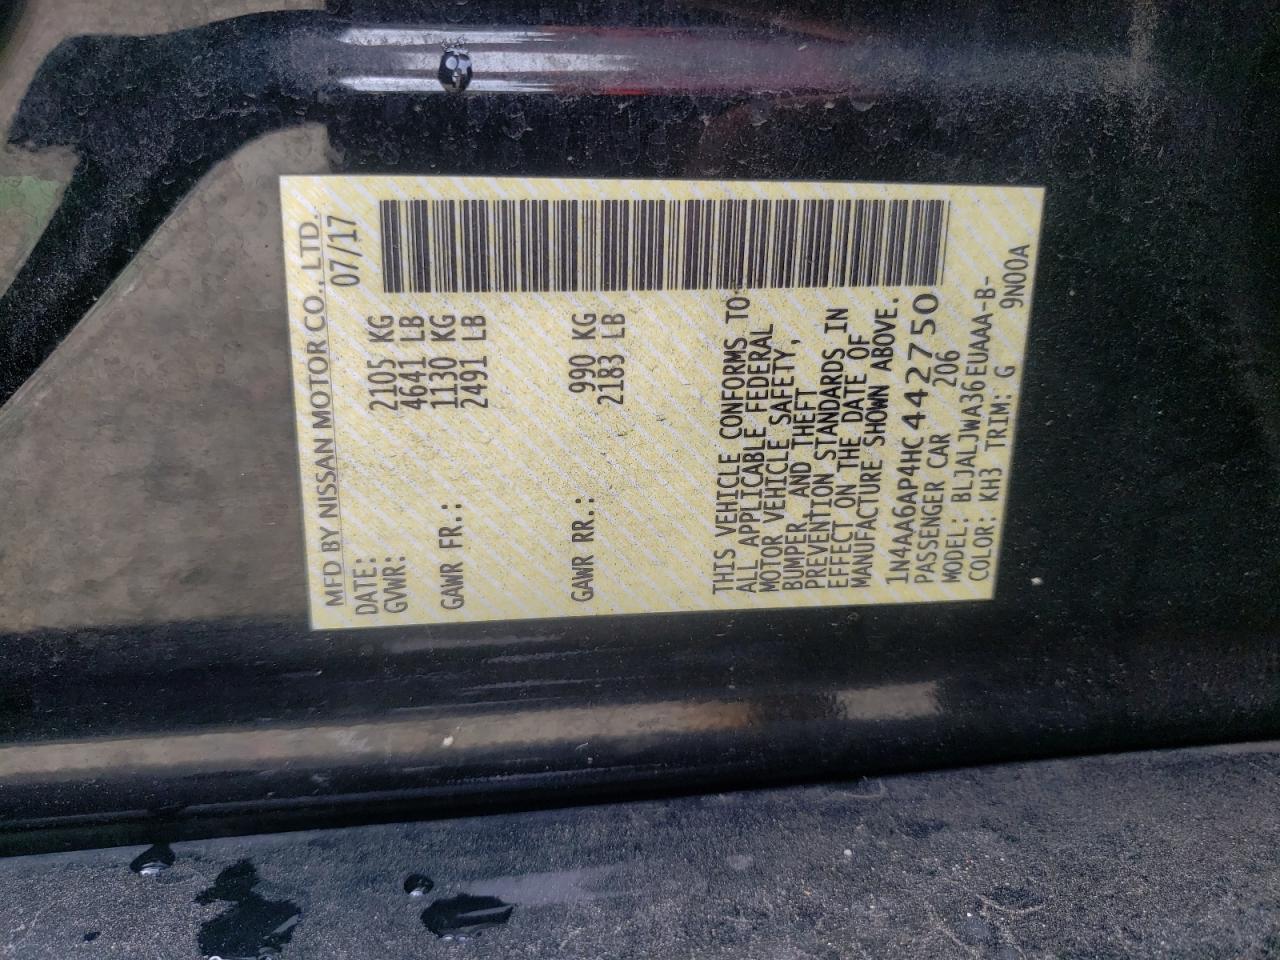 MFD BY NISSAN MOTOR CO., LTD.
DATE: 07/17
GVWR: 2105 KG
4641 LB
GAWR FR.: 1130 KG
2491 LB
GAWR RR.: 990 KG
2183 LB
THIS VEHICLE CONFORMS TO
ALL APPLICABLE FEDERAL
MOTOR VEHICLE SAFETY,
BUMPER AND THEFT
PREVENTION STANDARDS IN
EFFECT ON THE DATE OF
MANUFACTURE SHOWN ABOVE.
1N4AA6AP4HC442750
PASSENGER CAR 206
MODEL: BLJALJWA36EUAAA-B-
COLOR: KH3 TRIM: G 9N00A